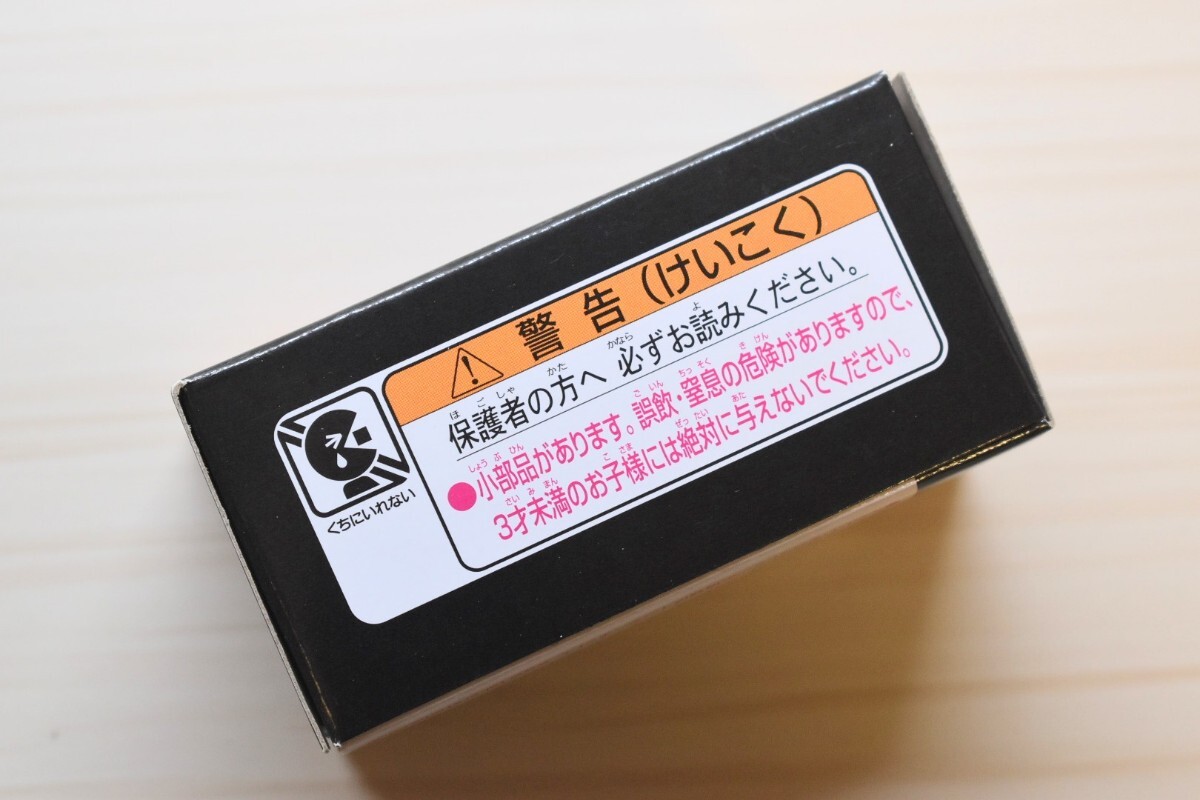 警告(けいこく)
保護者の方へ 必ずお読みください。
●小部品があります。誤飲・窒息の危険がありますので、
3才未満のお子様には絶対に与えないでください。
くちにいれない